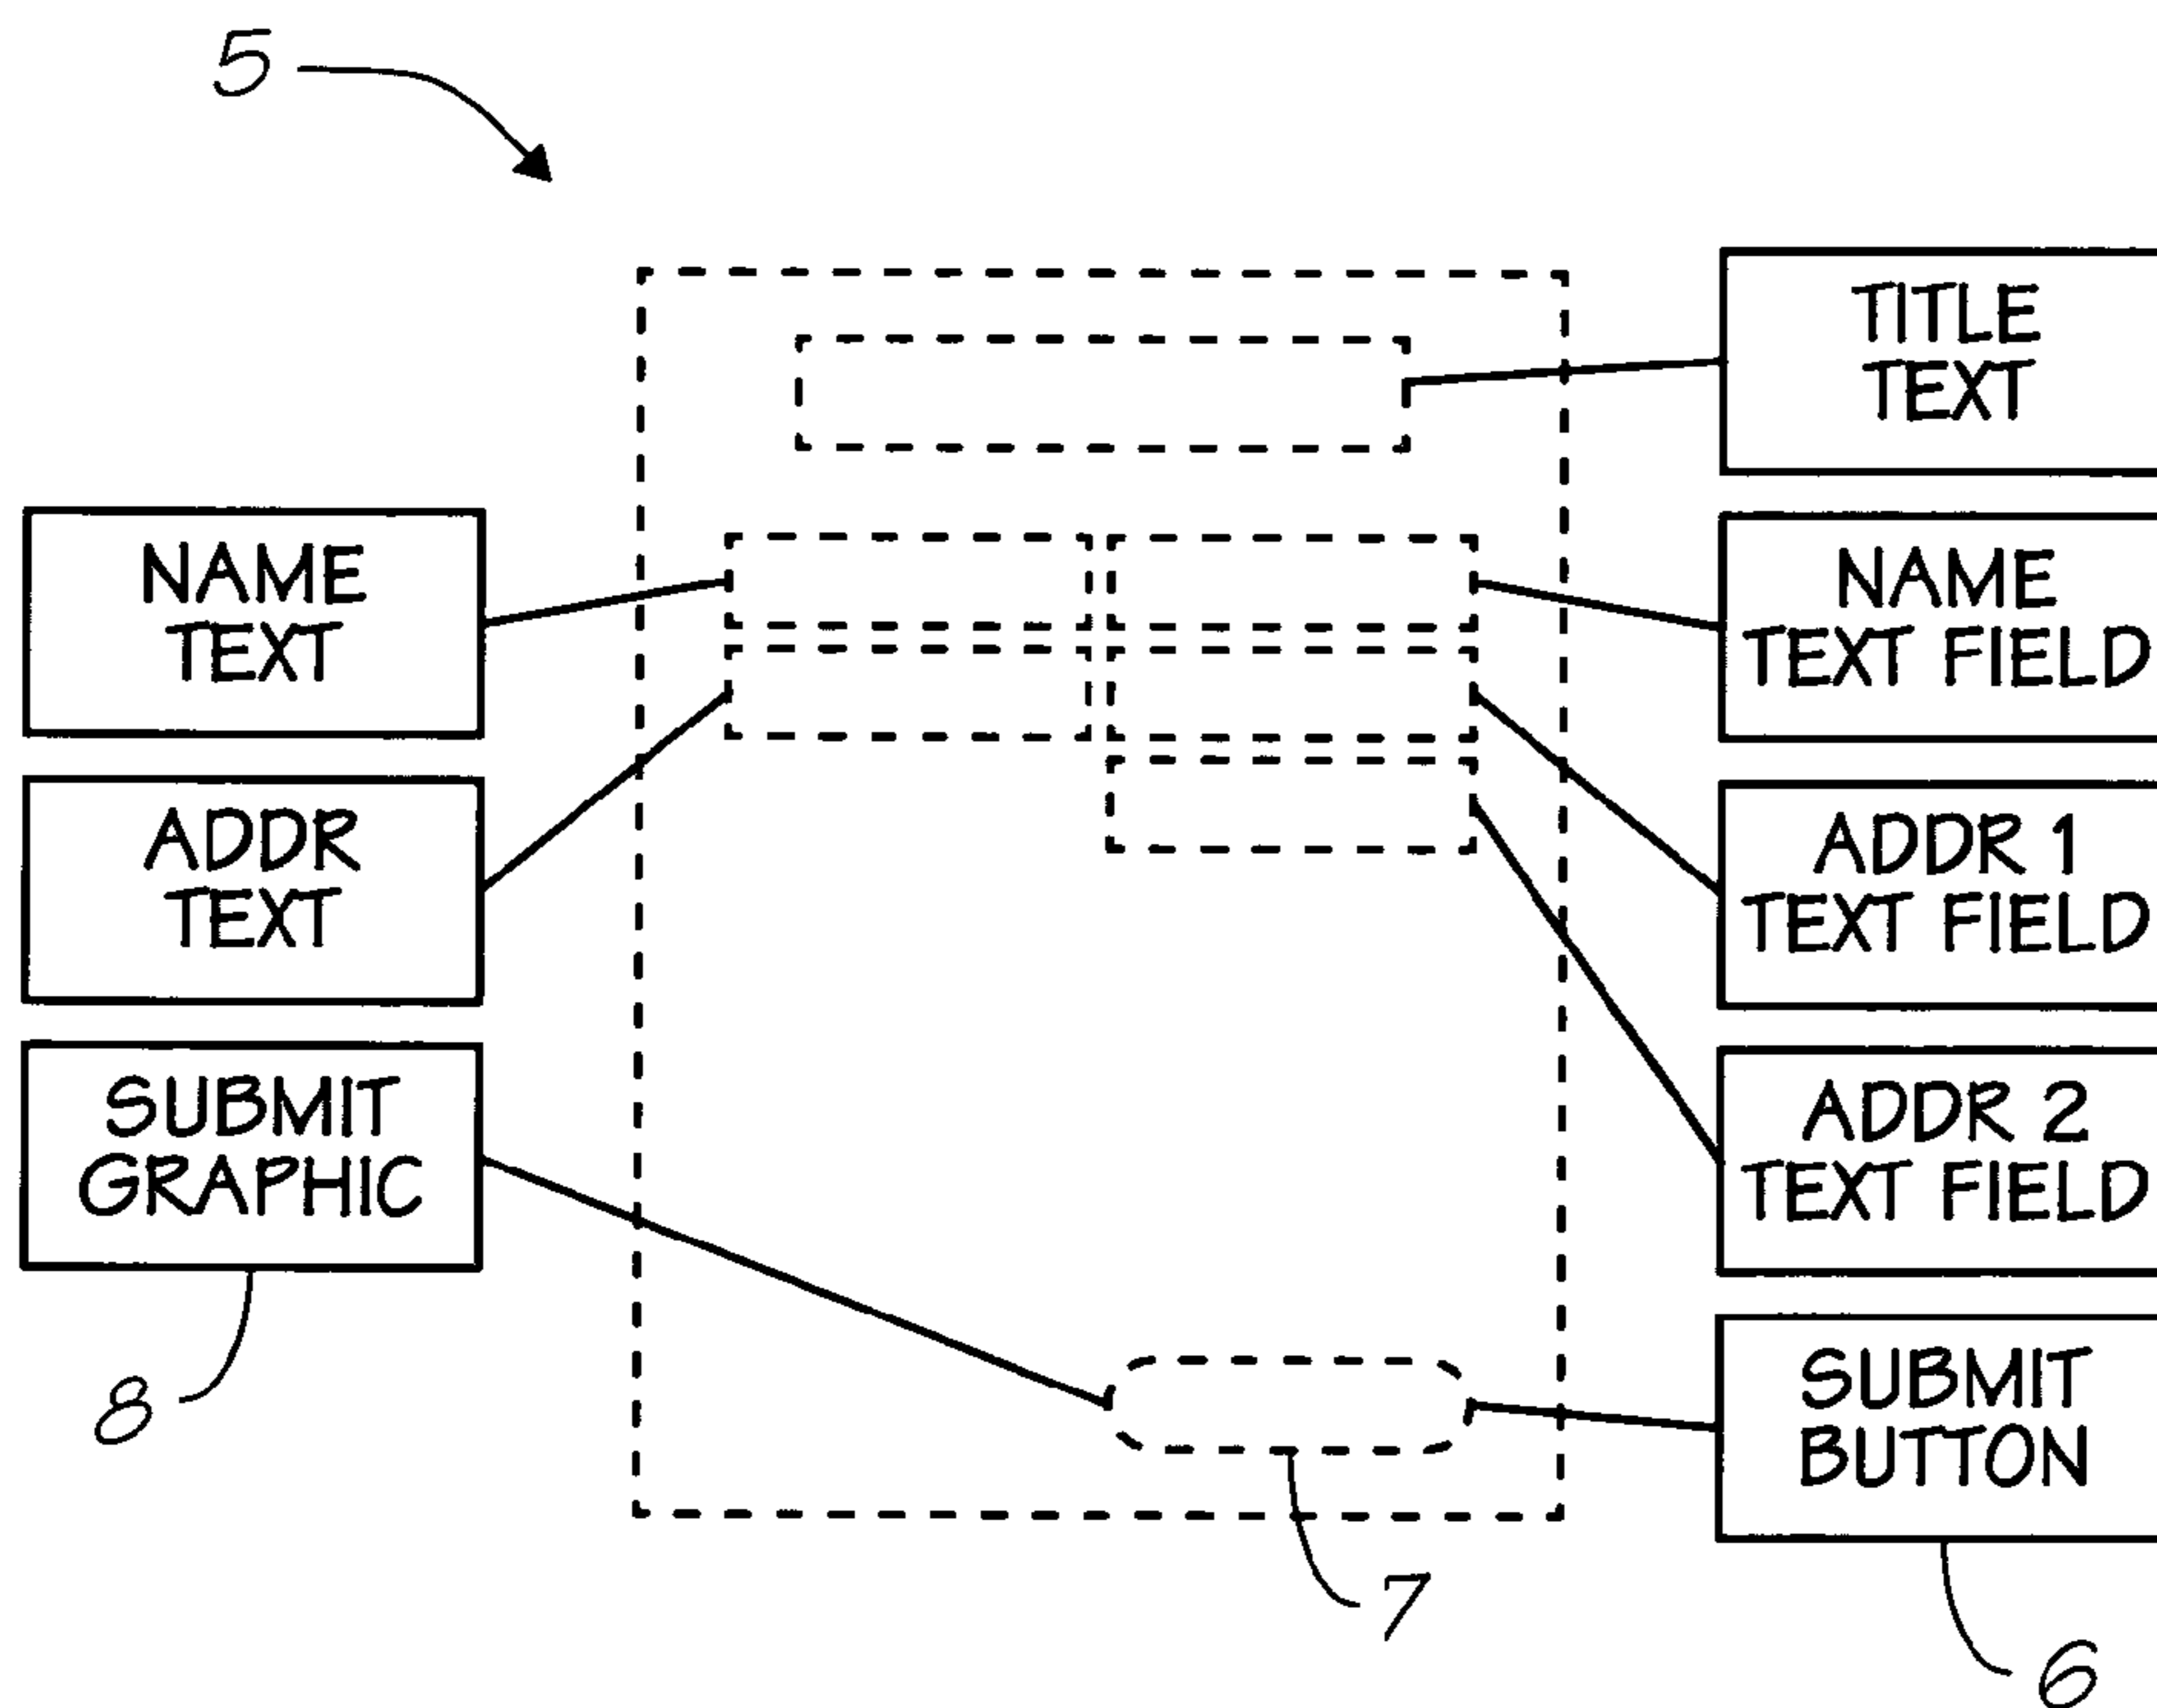 5
TITLE
TEXT
NAME
TEXT
NAME
TEXT FIELD
ADDR
TEXT
ADDR 1
TEXT FIELD
SUBMIT
GRAPHIC
ADDR 2
TEXT FIELD
SUBMIT
BUTTON
8
7
6